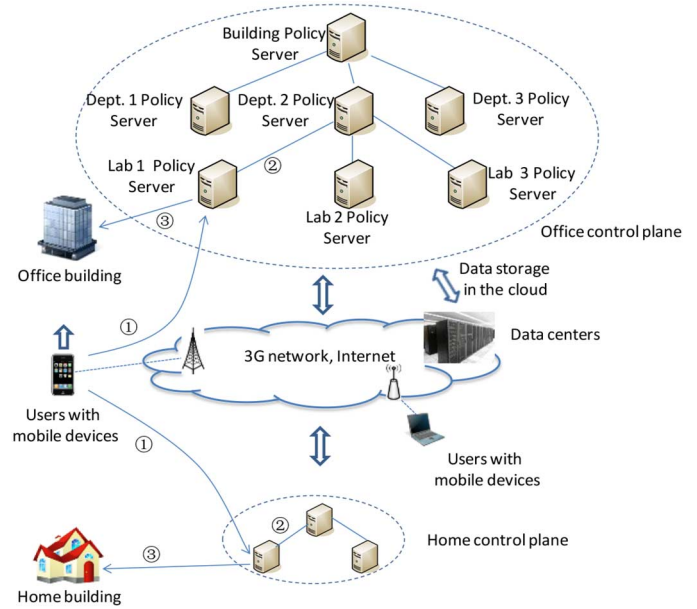 Building Policy
Server
Dept. 1 Policy
Server
Dept. 2 Policy
Server
Dept. 3 Policy
Server
Lab 1 Policy
Server
②
Lab 2 Policy
Server
Lab 3 Policy
Server
③
Office building
Office control plane
Data storage
in the cloud
①
3G network, Internet
Data centers
Users with
mobile devices
①
Users with
mobile devices
②
Home control plane
③
Home building